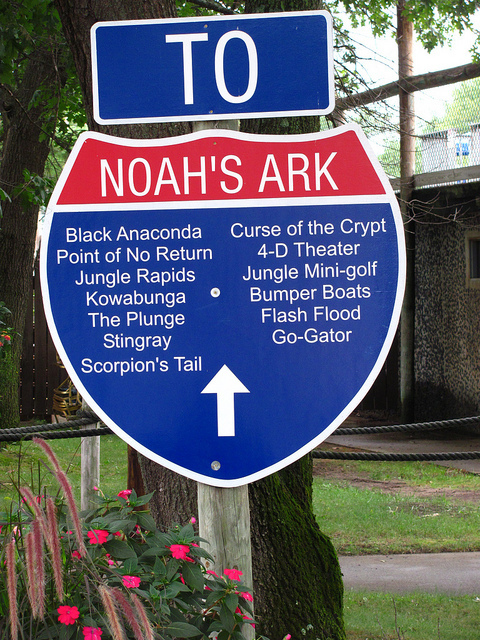 TO
NOAH'S ARK
Black Anaconda
Point of No Return
Jungle Rapids
Kowabunga
The Plunge
Stingray
Scorpion's Tail
Curse of the Crypt
4-D Theater
Jungle Mini-golf
Bumper Boats
Flash Flood
Go-Gator